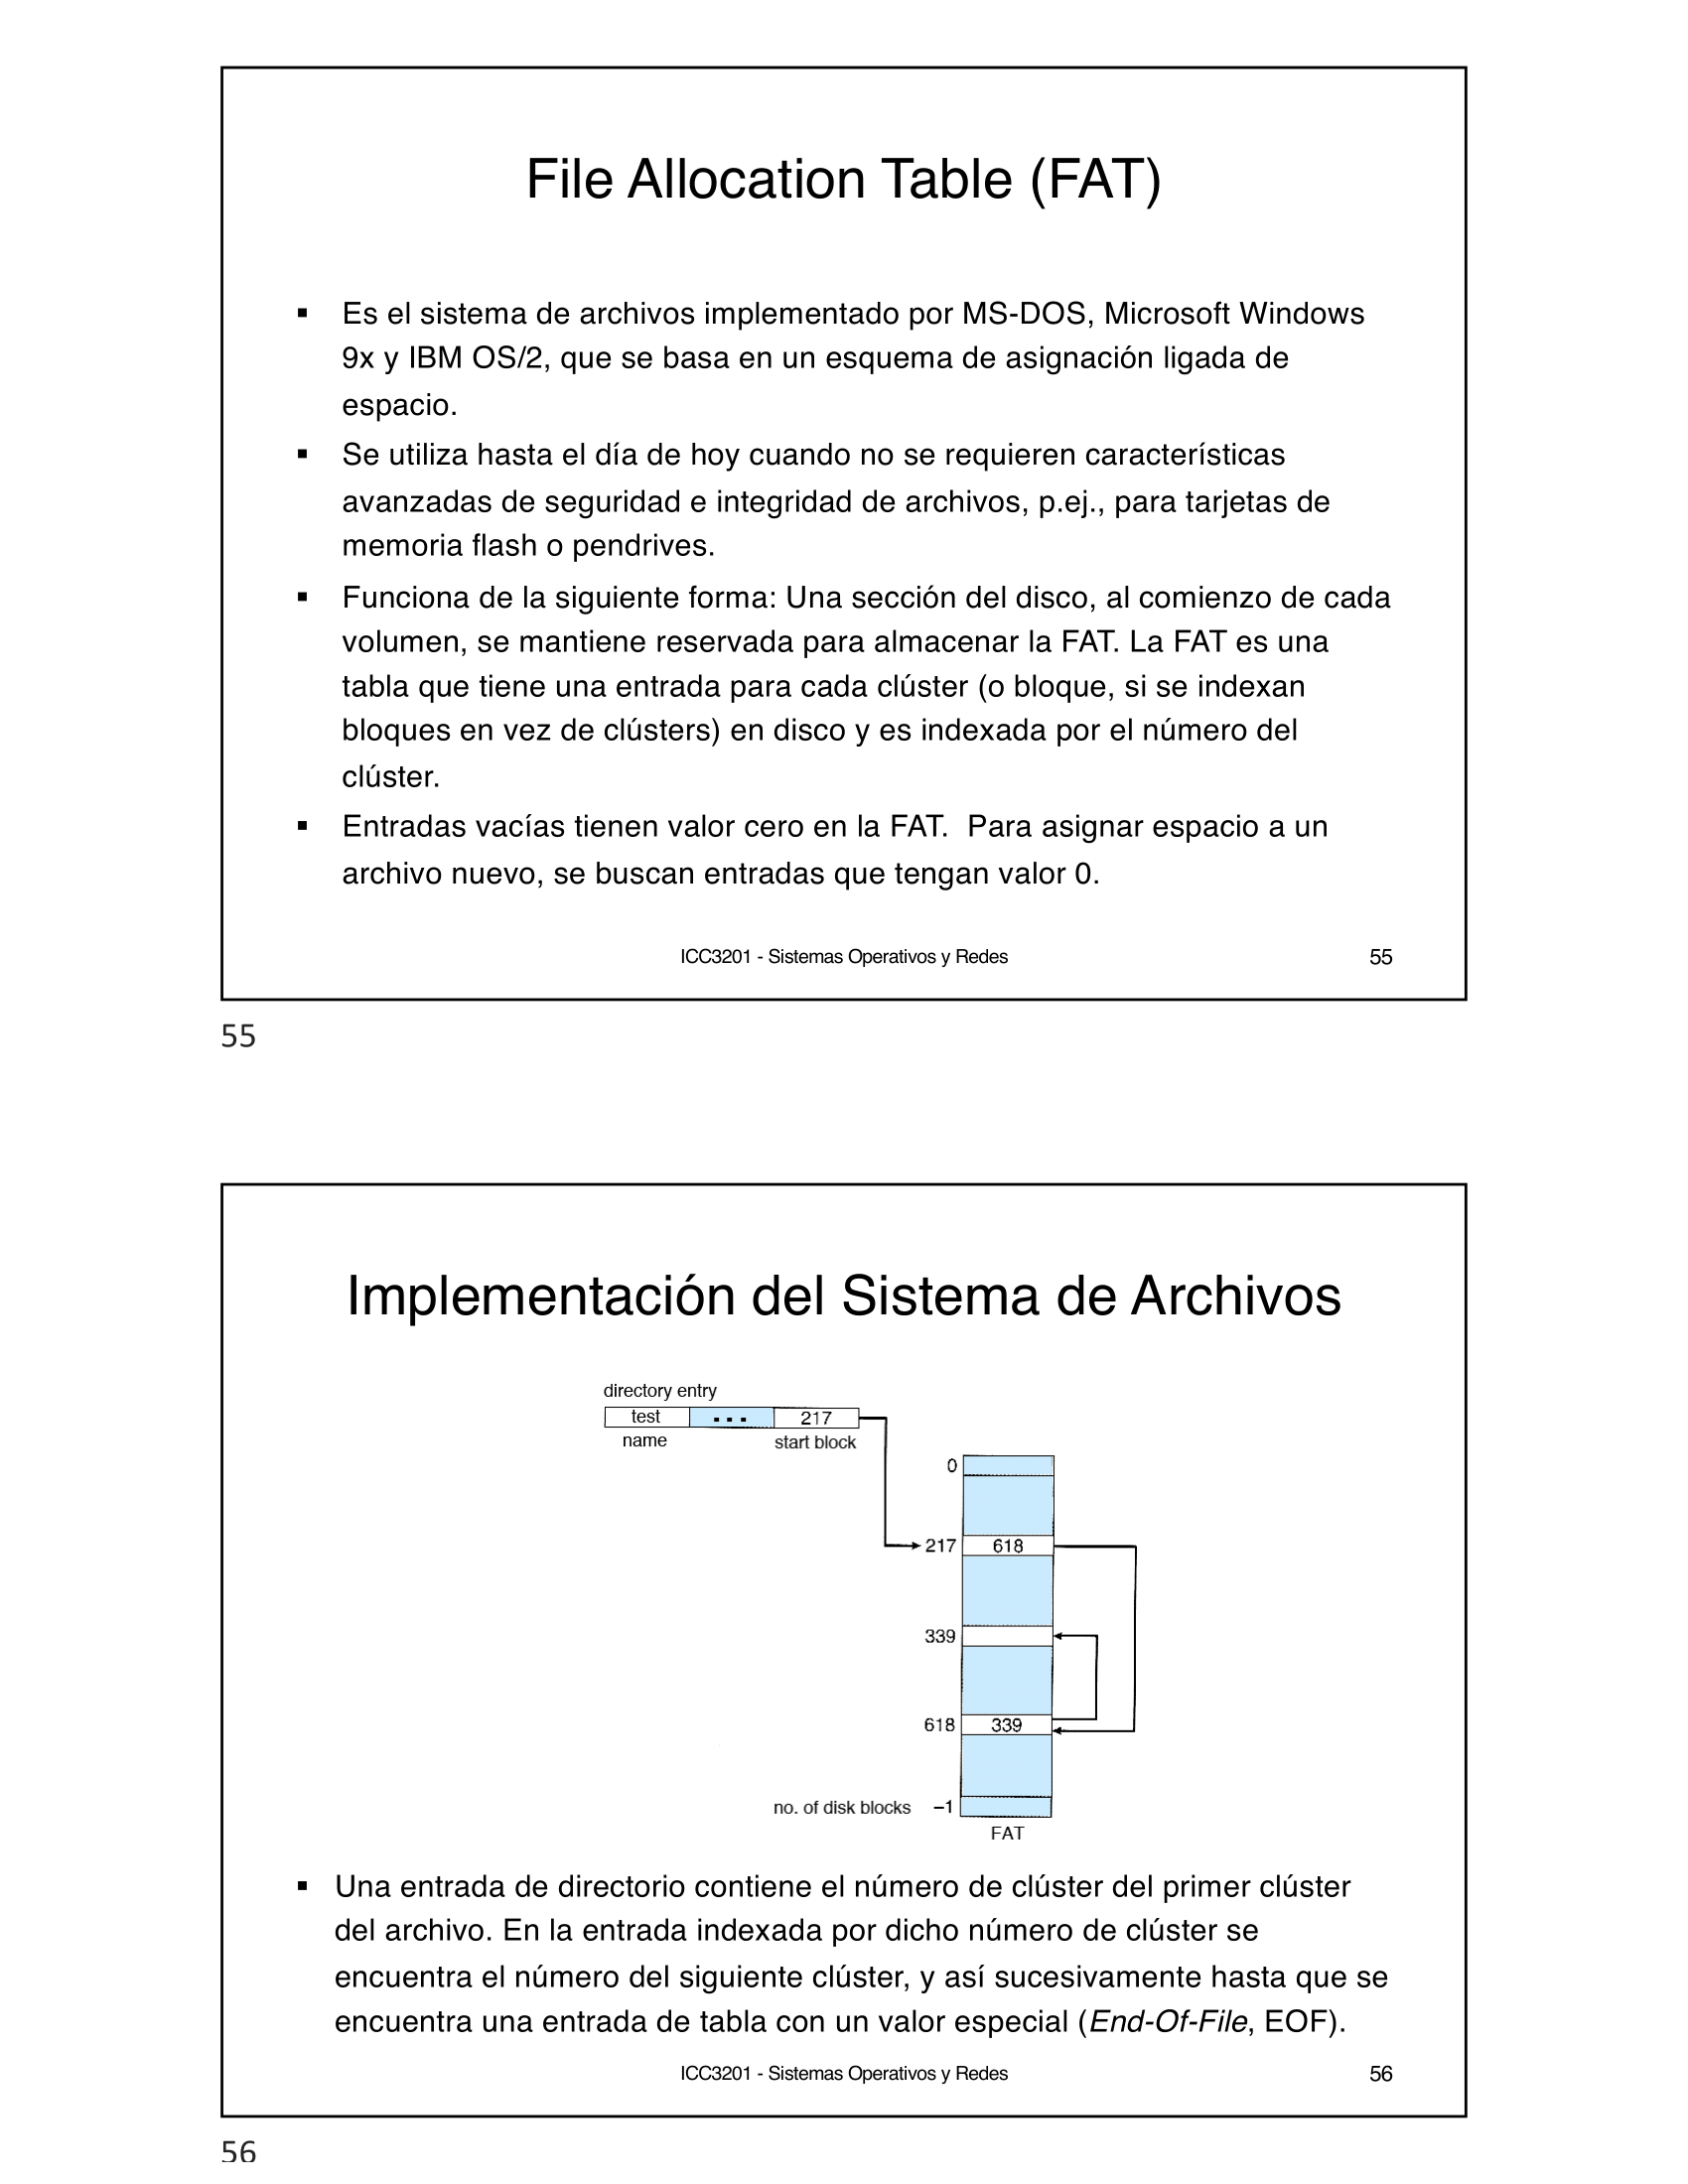 File Allocation Table (FAT)
▪ Es el sistema de archivos implementado por MS-DOS, Microsoft Windows
9x y IBM OS/2, que se basa en un esquema de asignación ligada de
espacio.
▪ Se utiliza hasta el día de hoy cuando no se requieren características
avanzadas de seguridad e integridad de archivos, p.ej., para tarjetas de
memoria flash o pendrives.
▪ Funciona de la siguiente forma: Una sección del disco, al comienzo de cada
volumen, se mantiene reservada para almacenar la FAT. La FAT es una
tabla que tiene una entrada para cada clúster (o bloque, si se indexan
bloques en vez de clústers) en disco y es indexada por el número del
clúster.
▪ Entradas vacías tienen valor cero en la FAT.  Para asignar espacio a un
archivo nuevo, se buscan entradas que tengan valor 0.
ICC3201 - Sistemas Operativos y Redes 55
55
Implementación del Sistema de Archivos
directory entry
test ... 217
name start block
0
217 618
339
618 339
no. of disk blocks –1
FAT
▪ Una entrada de directorio contiene el número de clúster del primer clúster
del archivo. En la entrada indexada por dicho número de clúster se
encuentra el número del siguiente clúster, y así sucesivamente hasta que se
encuentra una entrada de tabla con un valor especial (End-Of-File, EOF).
ICC3201 - Sistemas Operativos y Redes 56
56